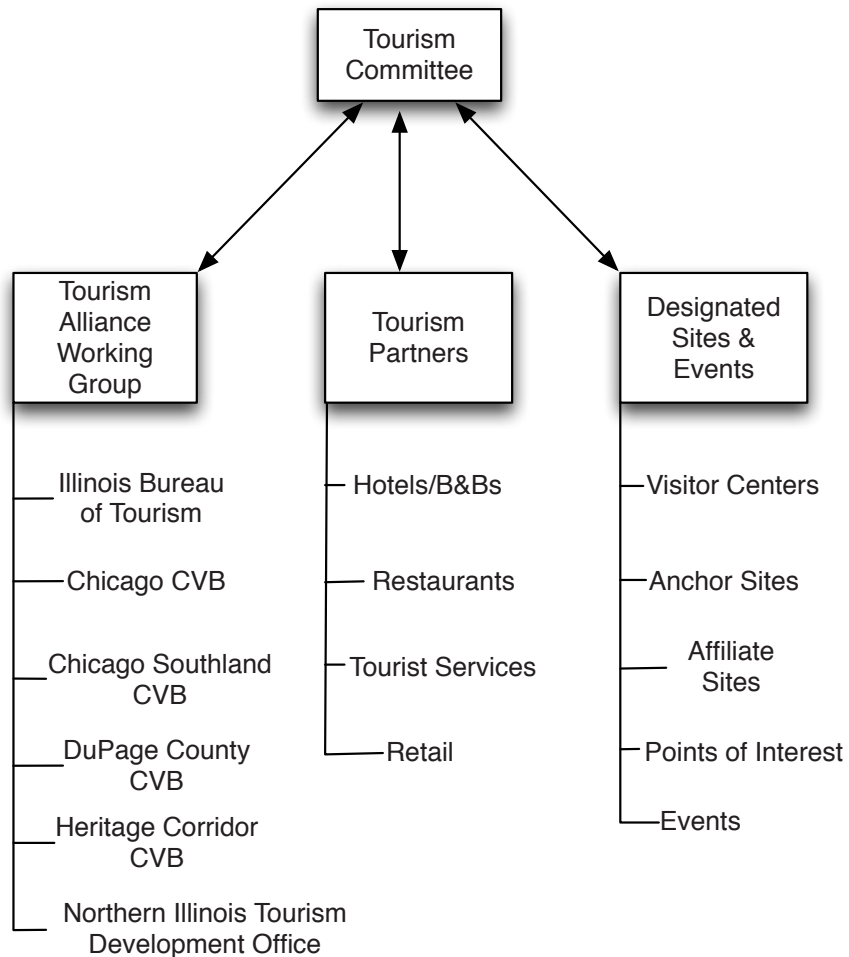 Tourism
Committee
Tourism
Alliance
Working
Group
Illinois Bureau
of Tourism
Chicago CVB
Chicago Southland
CVB
DuPage County
CVB
Heritage Corridor
CVB
Northern Illinois Tourism
Development Office
Tourism
Partners
Hotels/B&Bs
Restaurants
Tourist Services
Retail
Designated
Sites &
Events
Visitor Centers
Anchor Sites
Affiliate
Sites
Points of Interest
Events